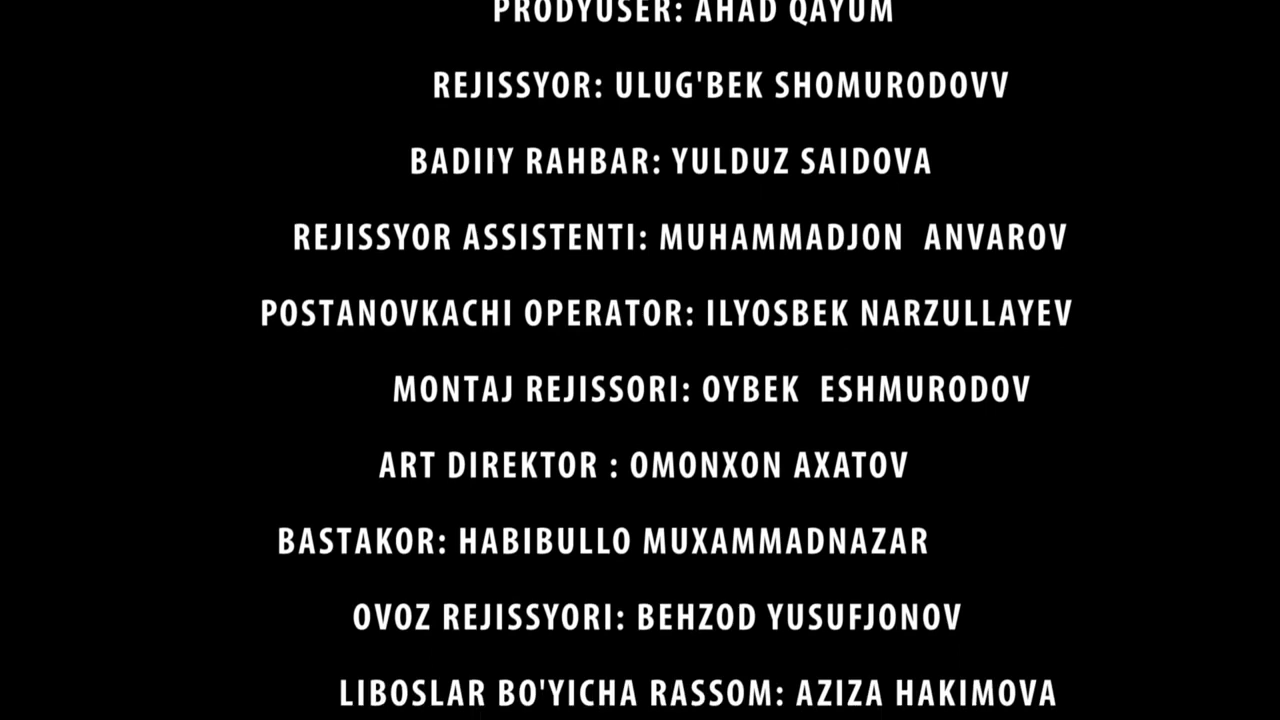 PRODYUSER: AHAD QAYUM
REJISSYOR: ULUG'BEK SHOMURODOVV
BADIIY RAHBAR: YULDUZ SAIDOVA
REJISSYOR ASSISTENTI: MUHAMMADJON  ANVAROV
POSTANOVKACHI OPERATOR: ILYOSBEK NARZULLAYEV
MONTAJ REJISSORI: OYBEK  ESHMURODOV
ART DIREKTOR : OMONXON AXATOV
BASTAKOR: HABIBULLO MUXAMMADNAZAR
OVOZ REJISSYORI: BEHZOD YUSUFJONOV
LIBOSLAR BO'YICHA RASSOM: AZIZA HAKIMOVA